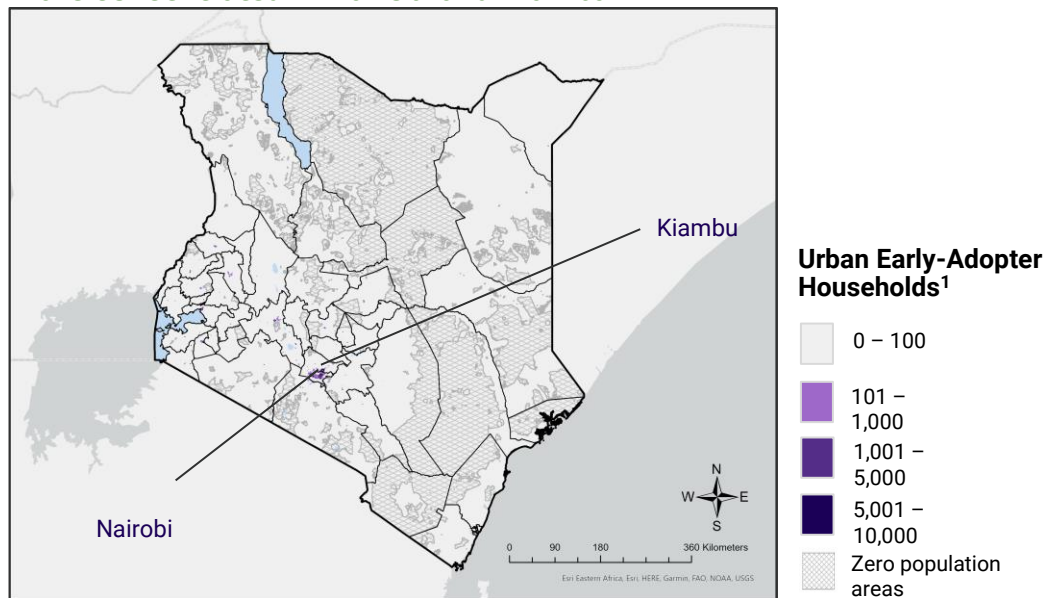 Kiambu
Nairobi
N
W
E
S
0 90 180 360 Kilometers
Esri Eastern Africa, Esri, HERE, Garmin, FAO, NOAA, USGS
Urban Early-Adopter
Households¹
0 – 100
101 –
1,000
1,001 –
5,000
5,001 –
10,000
Zero population
areas